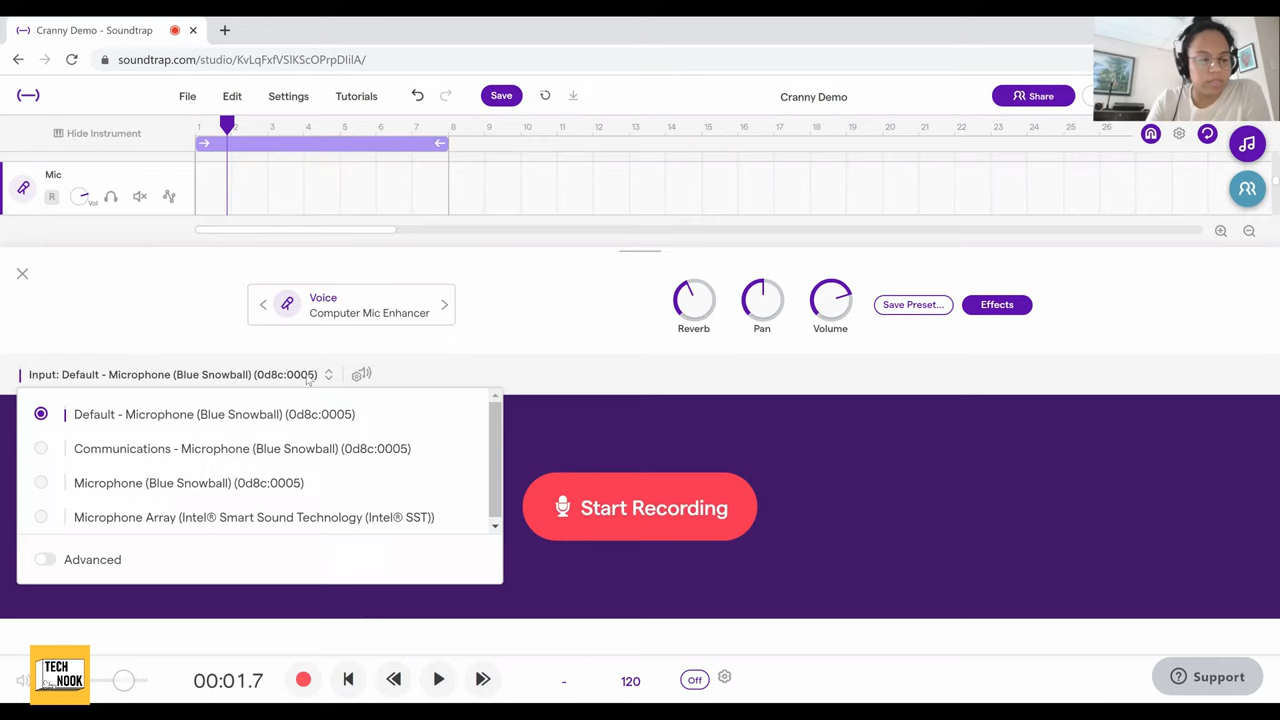 Cranny Demo - Soundtrap
soundtrap.com/studio/KvLqFxfVSlKScOPrpDIiIA/
File Edit Settings Tutorials Save Cranny Demo Share
Hide Instrument
1 2 3 4 5 6 7 8 9 10 11 12 13 14 15 16 17 18 19 20 21 22 23 24 25 26
Mic
R Vol
Voice
Computer Mic Enhancer
Reverb Pan Volume Save Preset... Effects
Input: Default - Microphone (Blue Snowball) (0d8c:0005)
Default - Microphone (Blue Snowball) (0d8c:0005)
Communications - Microphone (Blue Snowball) (0d8c:0005)
Microphone (Blue Snowball) (0d8c:0005)
Microphone Array (Intel® Smart Sound Technology (Intel® SST))
Advanced
Start Recording
TECH
NOOK
00:01.7 - 120 Off Support